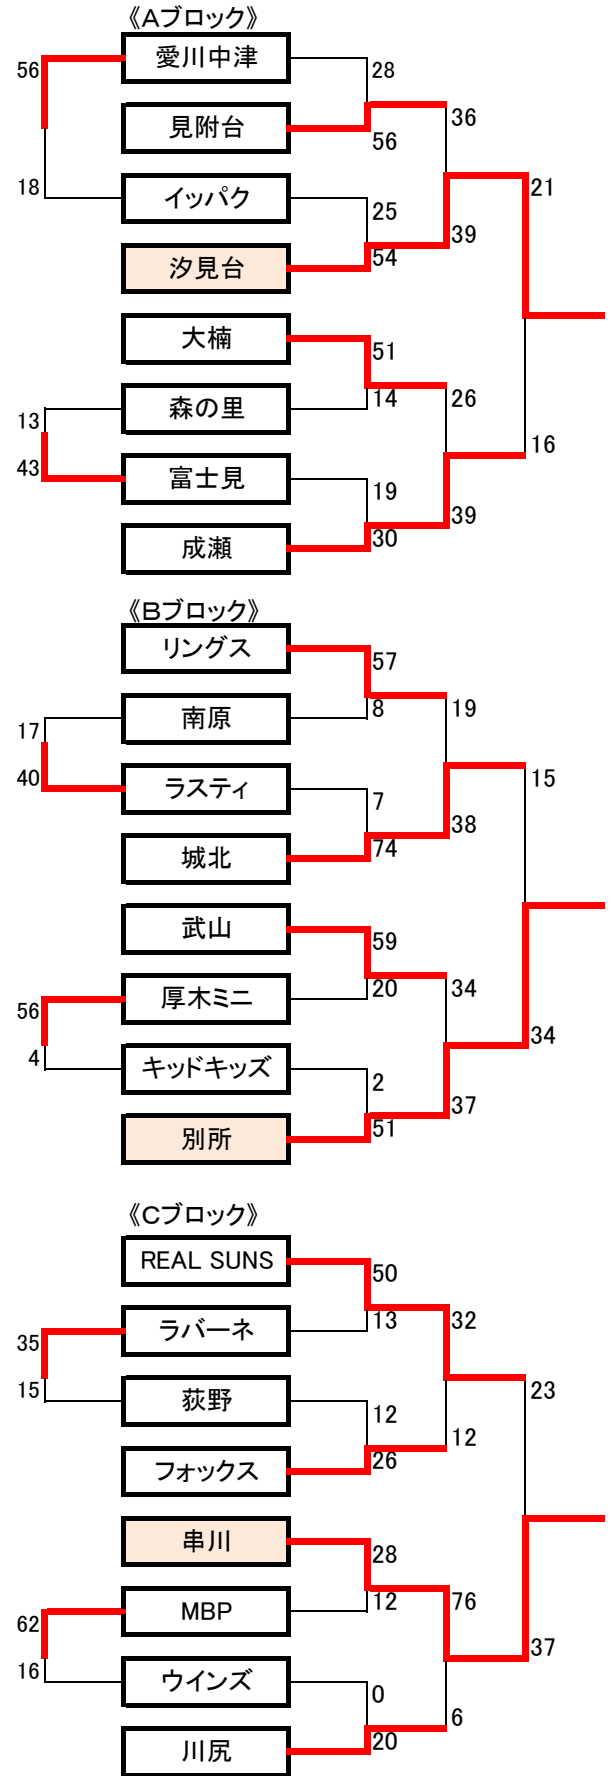 《Aブロック》
愛川中津
56
28
見附台
56
36
イッパク
18
25
21
汐見台
54
39
大楠
51
森の里
13
14
26
富士見
43
19
16
成瀬
30
39
《Bブロック》
リングス
57
南原
17
8
19
ラスティ
40
7
15
城北
74
38
武山
59
厚木ミニ
56
20
34
キッドキッズ
4
2
34
別所
51
37
《Cブロック》
REAL SUNS
50
ラバーネ
35
13
32
荻野
15
12
23
フォックス
26
12
串川
28
MBP
62
12
76
ウインズ
16
0
37
川尻
20
6